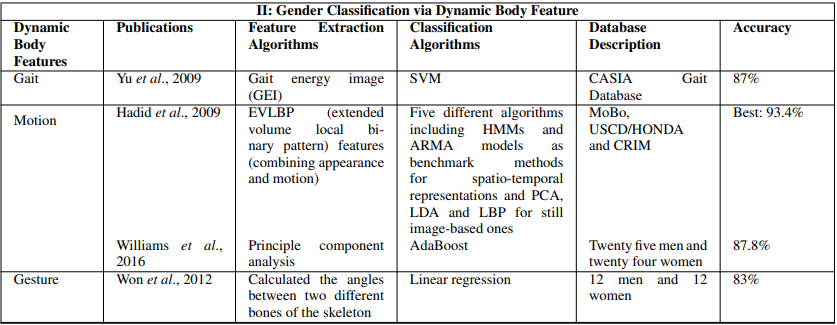 II: Gender Classification via Dynamic Body Feature
Dynamic
Body
Features
Publications
Feature Extraction
Algorithms
Classification
Algorithms
Database
Description
Accuracy
Gait
Yu et al., 2009
Gait energy image
(GEI)
SVM
CASIA Gait
Database
87%
Motion
Hadid et al., 2009
EVLBP (extended
volume local bi-
nary pattern) features
(combining appearance
and motion)
Five different algorithms
including HMMs and
ARMA models as
benchmark methods
for spatio-temporal
representations and PCA,
LDA and LBP for still
image-based ones
MoBo,
USCD/HONDA
and CRIM
Best: 93.4%
Williams et al.,
2016
Principle component
analysis
AdaBoost
Twenty five men and
twenty four women
87.8%
Gesture
Won et al., 2012
Calculated the angles
between two different
bones of the skeleton
Linear regression
12 men and 12
women
83%